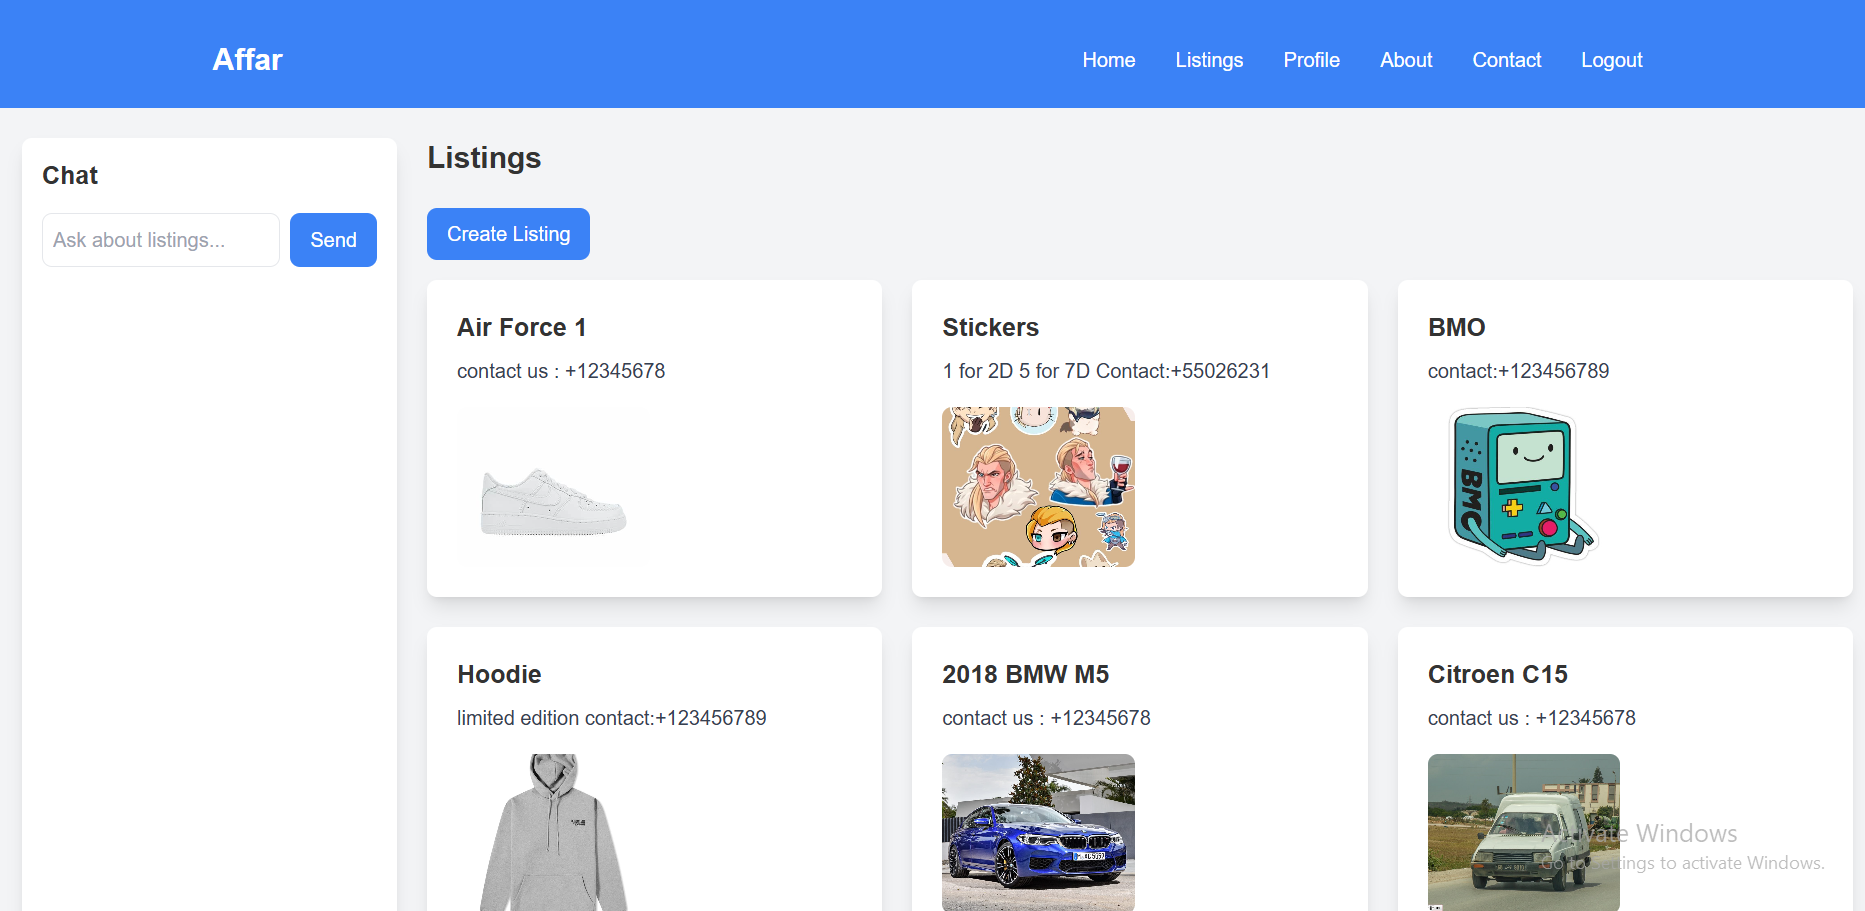 Affar
Home Listings Profile About Contact Logout
Chat
Ask about listings...
Send
Listings
Create Listing
Air Force 1
contact us : +12345678
Stickers
1 for 2D 5 for 7D Contact:+55026231
BMO
contact:+123456789
BMO
Hoodie
limited edition contact:+123456789
2018 BMW M5
contact us : +12345678
Citroen C15
contact us : +12345678
Activate Windows
Go to Settings to activate Windows.